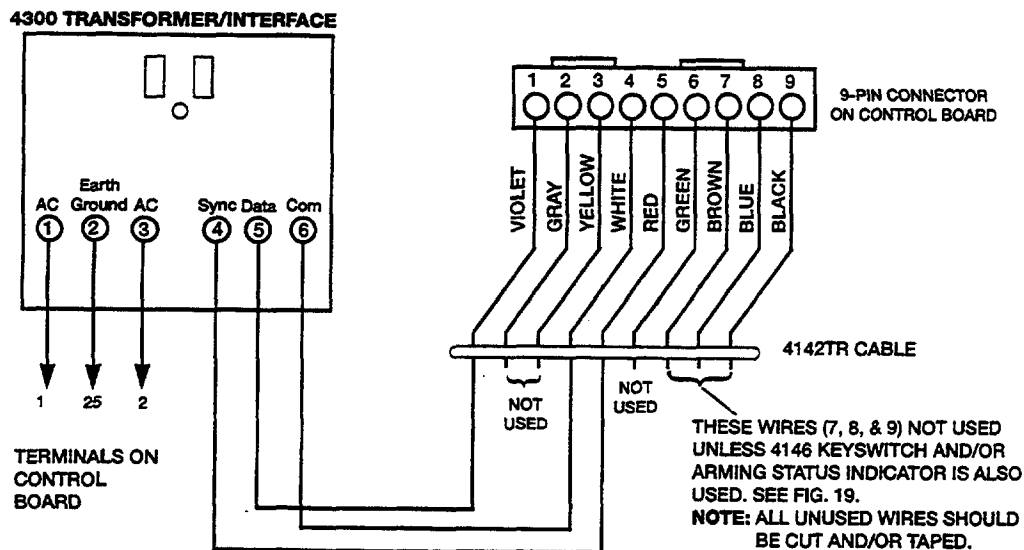 4300 TRANSFORMER/INTERFACE
1 2 3 4 5 6 7 8 9
9-PIN CONNECTOR
ON CONTROL BOARD
VIOLET
GRAY
YELLOW
WHITE
RED
GREEN
BROWN
BLUE
BLACK
Earth
AC Ground AC Sync Data Com
1 2 3 4 5 6
4142TR CABLE
1 25 2
NOT
USED
NOT
USED
TERMINALS ON
CONTROL
BOARD
THESE WIRES (7, 8, & 9) NOT USED
UNLESS 4146 KEYSWITCH AND/OR
ARMING STATUS INDICATOR IS ALSO
USED. SEE FIG. 19.
NOTE: ALL UNUSED WIRES SHOULD
BE CUT AND/OR TAPED.